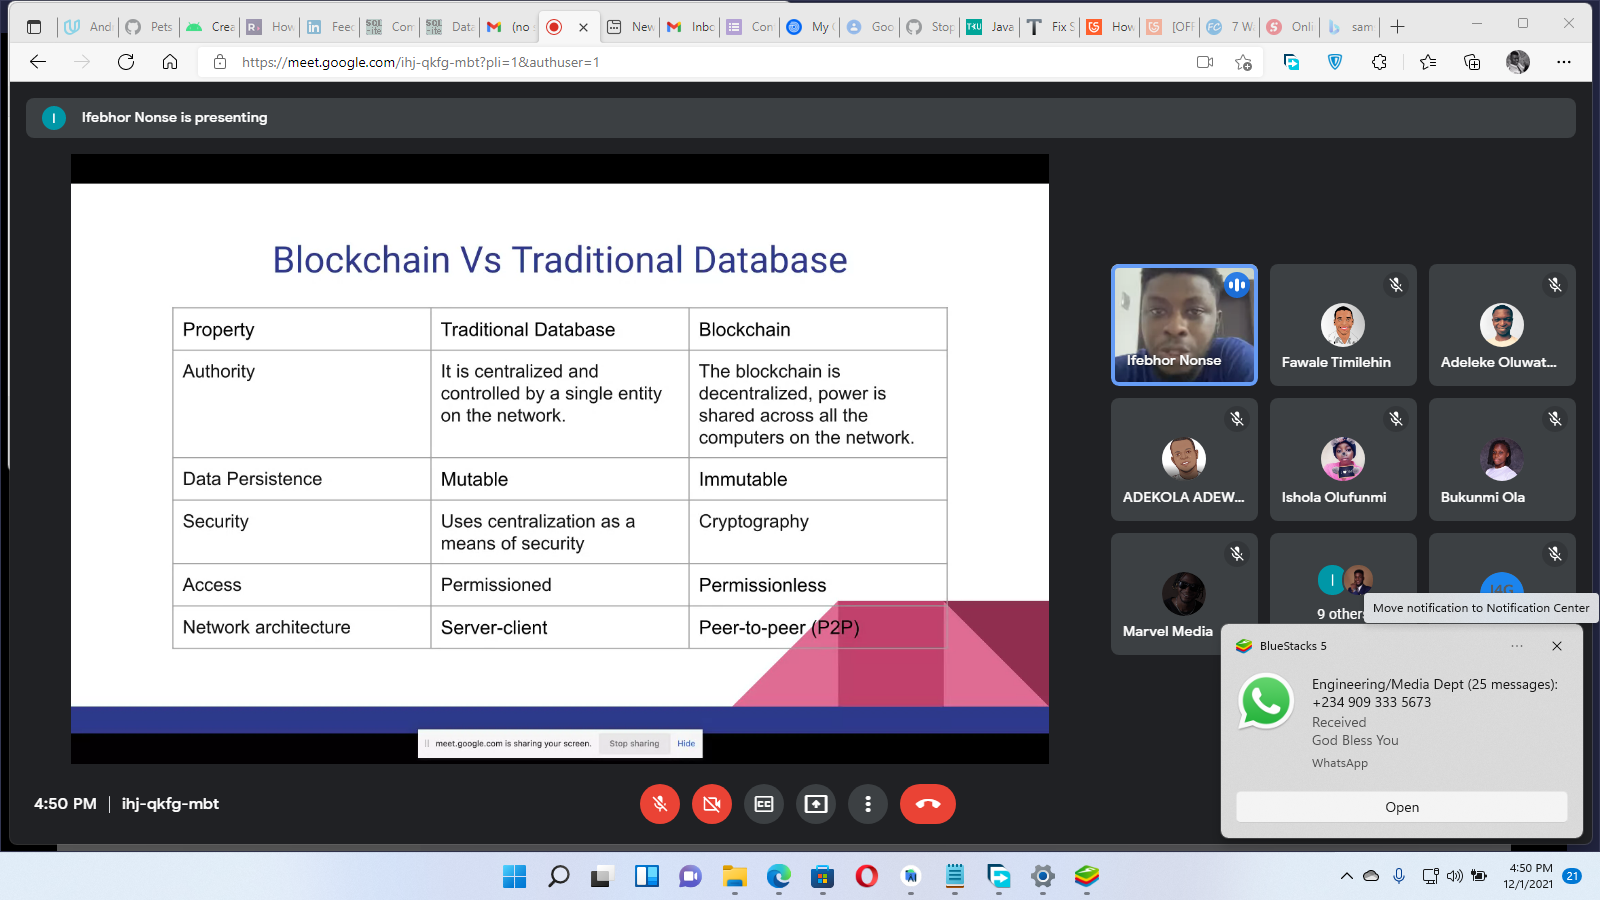 And
Pets
Crea
How
Feec
Com
Data
(no
New
Inbo
Con
My C
Goo
Stop
Java
Fix S
How
[OFF
7 W
Onli
sam
https://meet.google.com/ihj-qkfg-mbt?pli=1&authuser=1
I
Ifebhor Nonse is presenting
Blockchain Vs Traditional Database
Property
Traditional Database
Blockchain
Authority
It is centralized and
controlled by a single entity
on the network.
The blockchain is
decentralized, power is
shared across all the
computers on the network.
Data Persistence
Mutable
Immutable
Security
Uses centralization as a
means of security
Cryptography
Access
Permissioned
Permissionless
Network architecture
Server-client
Peer-to-peer (P2P)
meet.google.com is sharing your screen.
Stop sharing
Hide
Ifebhor Nonse
Fawale Timilehin
Adeleke Oluwat...
ADEKOLA ADEW...
Ishola Olufunmi
Bukunmi Ola
Marvel Media
I
9 others
Move notification to Notification Center
BlueStacks 5
Engineering/Media Dept (25 messages):
+234 909 333 5673
Received
God Bless You
WhatsApp
Open
4:50 PM | ihj-qkfg-mbt
4:50 PM
12/1/2021
21